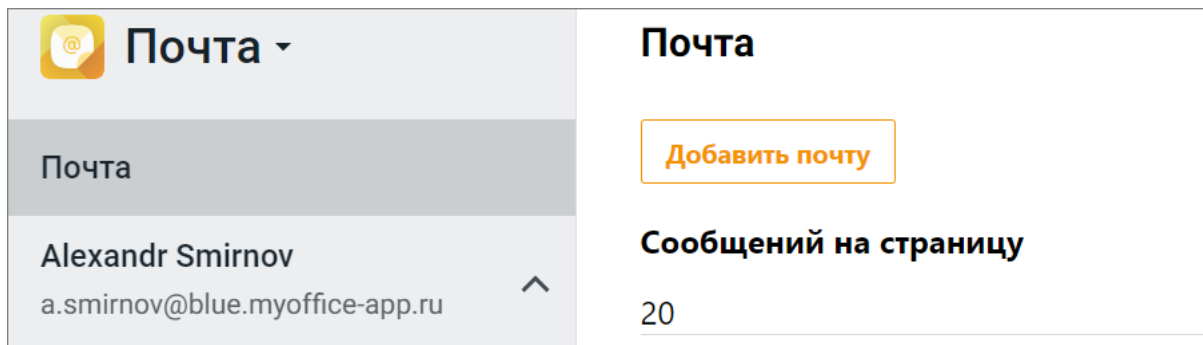 Почта
Почта
Alexandr Smirnov
a.smirnov@blue.myoffice-app.ru
Почта
Добавить почту
Сообщений на страницу
20